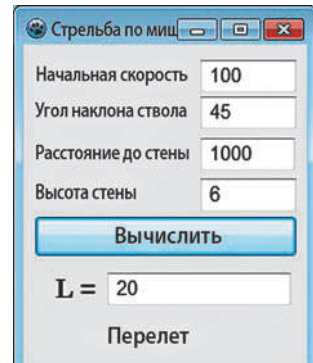 Стрельба по миш
Начальная скорость 100
Угол наклона ствола 45
Расстояние до стены 1000
Высота стены 6
Вычислить
L = 20
Перелет